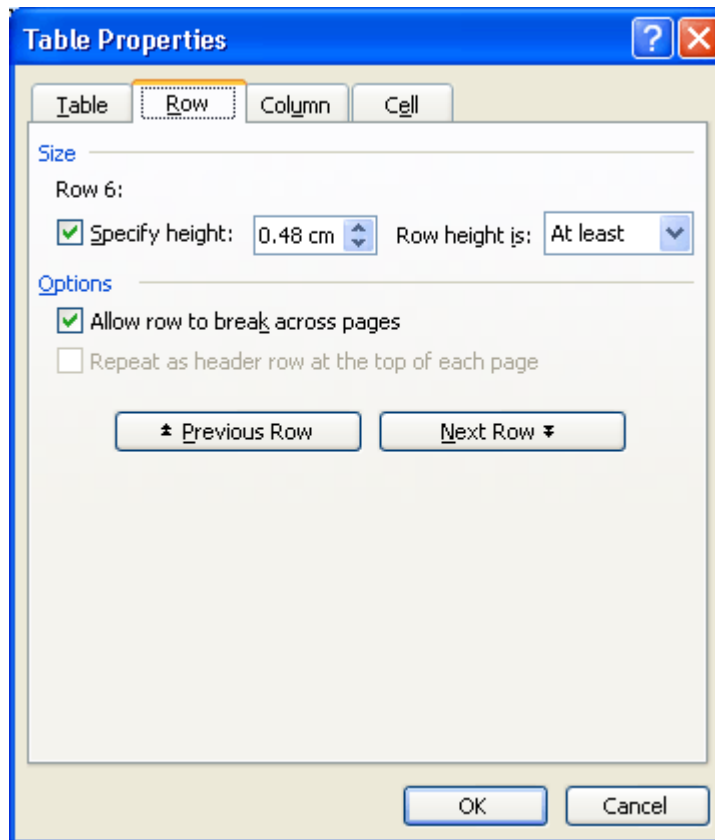 Table Properties
Table Row Column Cell
Size
Row 6:
Specify height: 0.48 cm Row height is: At least
Options
Allow row to break across pages
Repeat as header row at the top of each page
Previous Row Next Row
OK Cancel